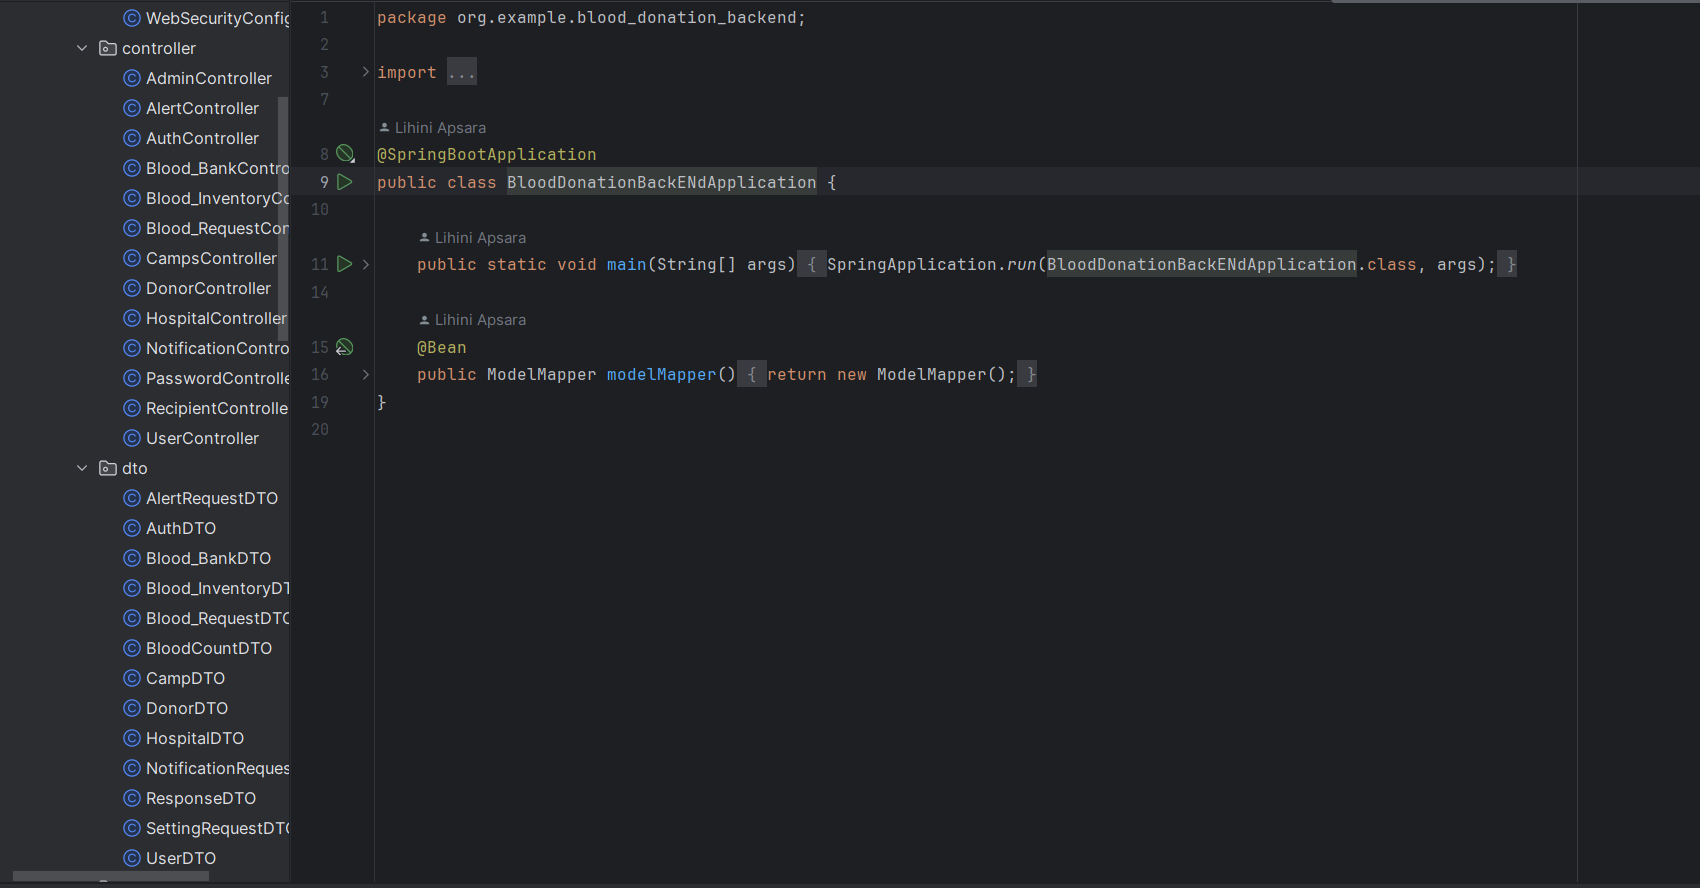 WebSecurityConfig
controller
AdminController
AlertController
AuthController
Blood_BankContro
Blood_InventoryCo
Blood_RequestCon
CampsController
DonorController
HospitalController
NotificationContro
PasswordControlle
RecipientControlle
UserController
dto
AlertRequestDTO
AuthDTO
Blood_BankDTO
Blood_InventoryDT
Blood_RequestDTO
BloodCountDTO
CampDTO
DonorDTO
HospitalDTO
NotificationReques
ResponseDTO
SettingRequestDTO
UserDTO
1 package org.example.blood_donation_backend;
2
3 import ...
7
Lihini Apsara
8 @SpringBootApplication
9 public class BloodDonationBackENdApplication {
10
Lihini Apsara
11 public static void main(String[] args) { SpringApplication.run(BloodDonationBackENdApplication.class, args); }
14
Lihini Apsara
15 @Bean
16 public ModelMapper modelMapper() { return new ModelMapper(); }
19 }
20